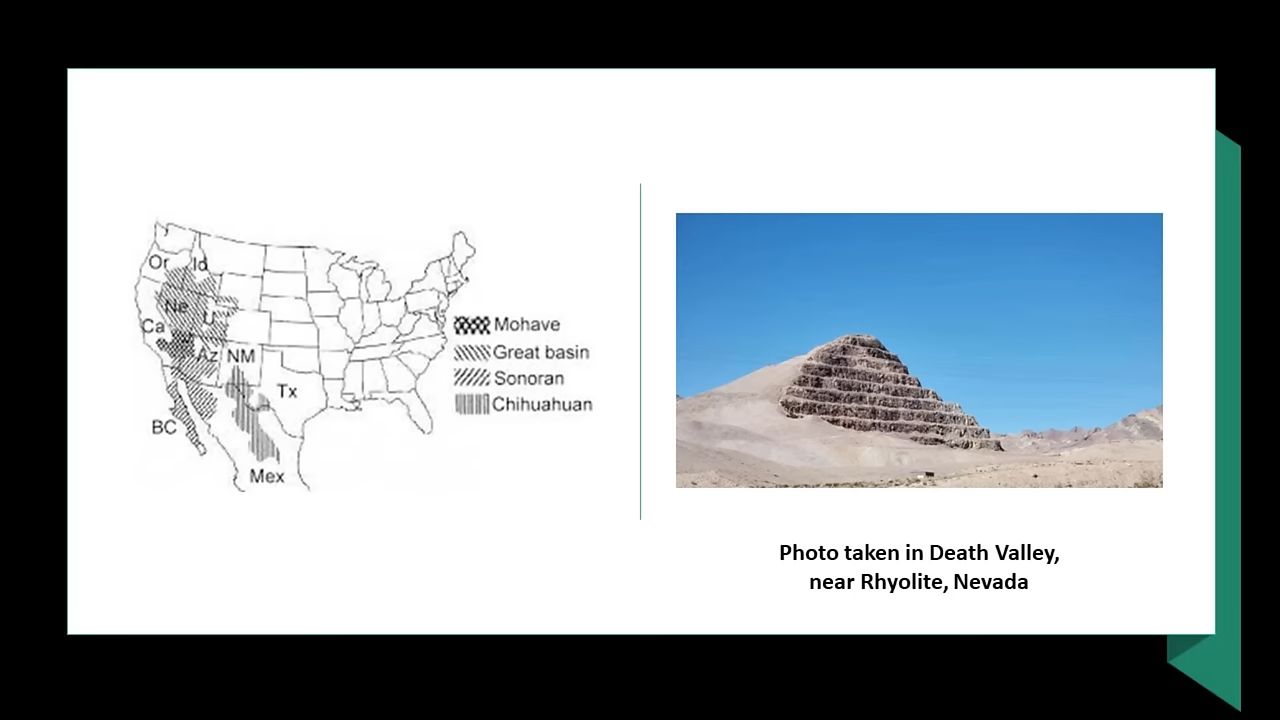 Or
Id
Ne
U
Ca
Az
NM
Tx
BC
Mex
Mohave
Great basin
Sonoran
Chihuahuan
Photo taken in Death Valley,
near Rhyolite, Nevada